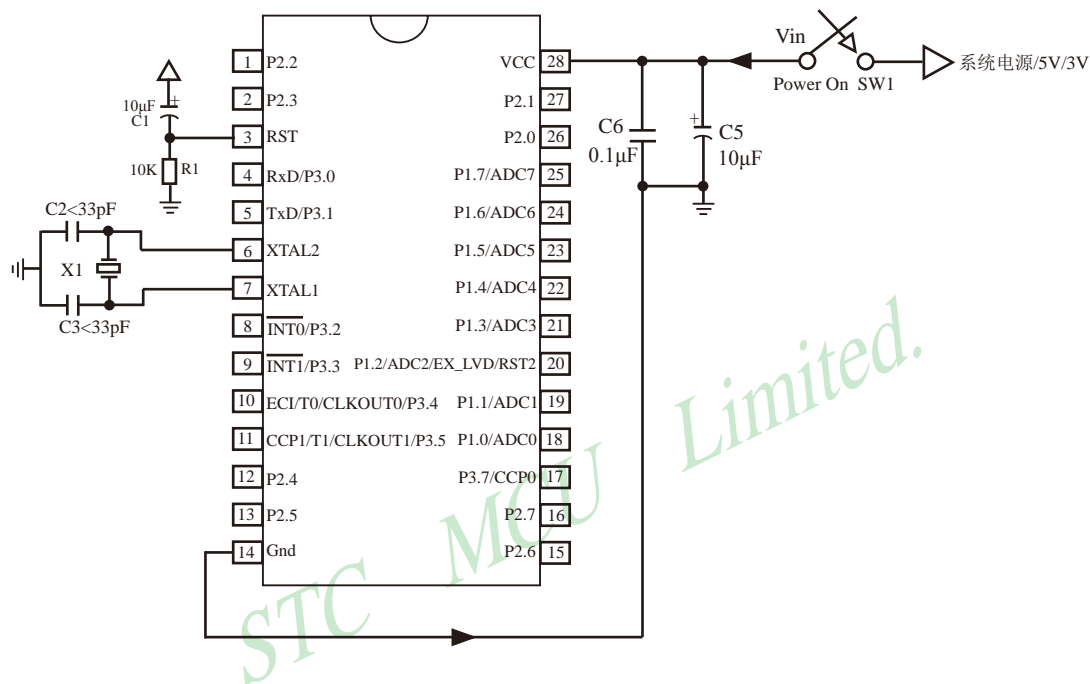 1 P2.2
2 P2.3
3 RST
4 RxD/P3.0
5 TxD/P3.1
6 XTAL2
7 XTAL1
8 INT0/P3.2
9 INT1/P3.3
10 ECI/T0/CLKOUT0/P3.4
11 CCP1/T1/CLKOUT1/P3.5
12 P2.4
13 P2.5
14 Gnd
VCC 28
P2.1 27
P2.0 26
P1.7/ADC7 25
P1.6/ADC6 24
P1.5/ADC5 23
P1.4/ADC4 22
P1.3/ADC3 21
P1.2/ADC2/EX_LVD/RST2 20
P1.1/ADC1 19
P1.0/ADC0 18
P3.7/CCP0 17
P2.7 16
P2.6 15
10μF +
C1
10K R1
C2<33pF
X1
C3<33pF
Vin
Power On SW1
系统电源/5V/3V
C6
0.1μF
+ C5
10μF
STC MCU Limited.